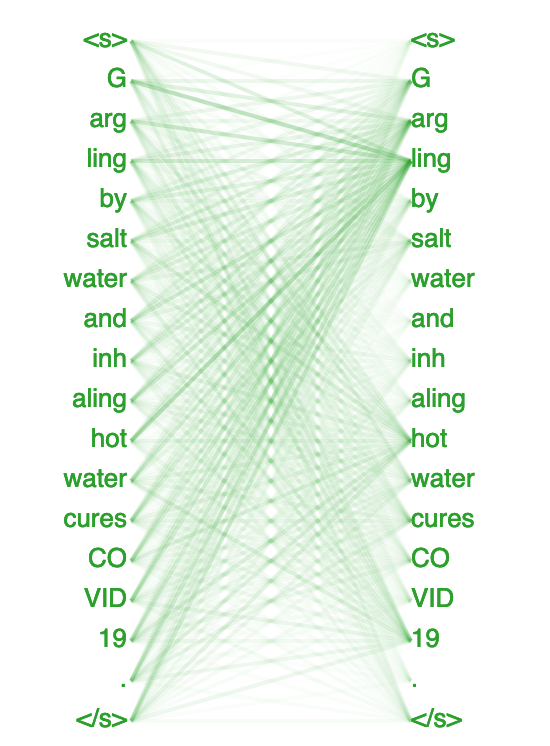 <s> <s>
G G
arg arg
ling ling
by by
salt salt
water water
and and
inh inh
aling aling
hot hot
water water
cures cures
CO CO
VID VID
19 19
. .
</s> </s>